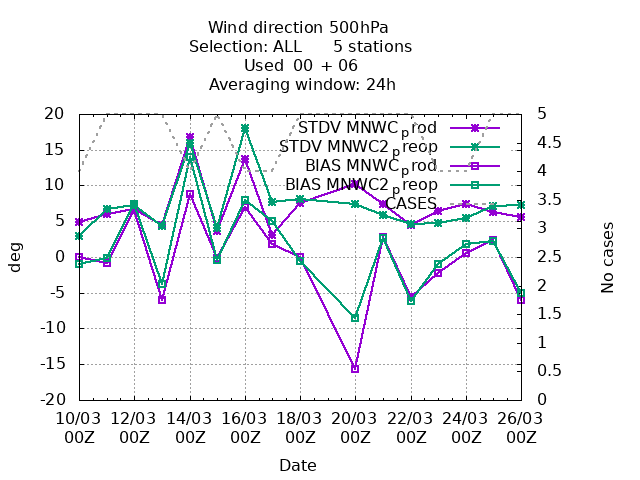 Wind direction 500hPa
Selection: ALL 5 stations
Used 00 + 06
Averaging window: 24h
STDV MNWC_prod
STDV MNWC2_preop
BIAS MNWC_prod
BIAS MNWC2_preop
CASES
20
15
10
5
0
-5
-10
-15
-20
deg
5
4.5
4
3.5
3
2.5
2
1.5
1
0.5
0
No cases
10/03 12/03 14/03 16/03 18/03 20/03 22/03 24/03 26/03
00Z 00Z 00Z 00Z 00Z 00Z 00Z 00Z 00Z
Date